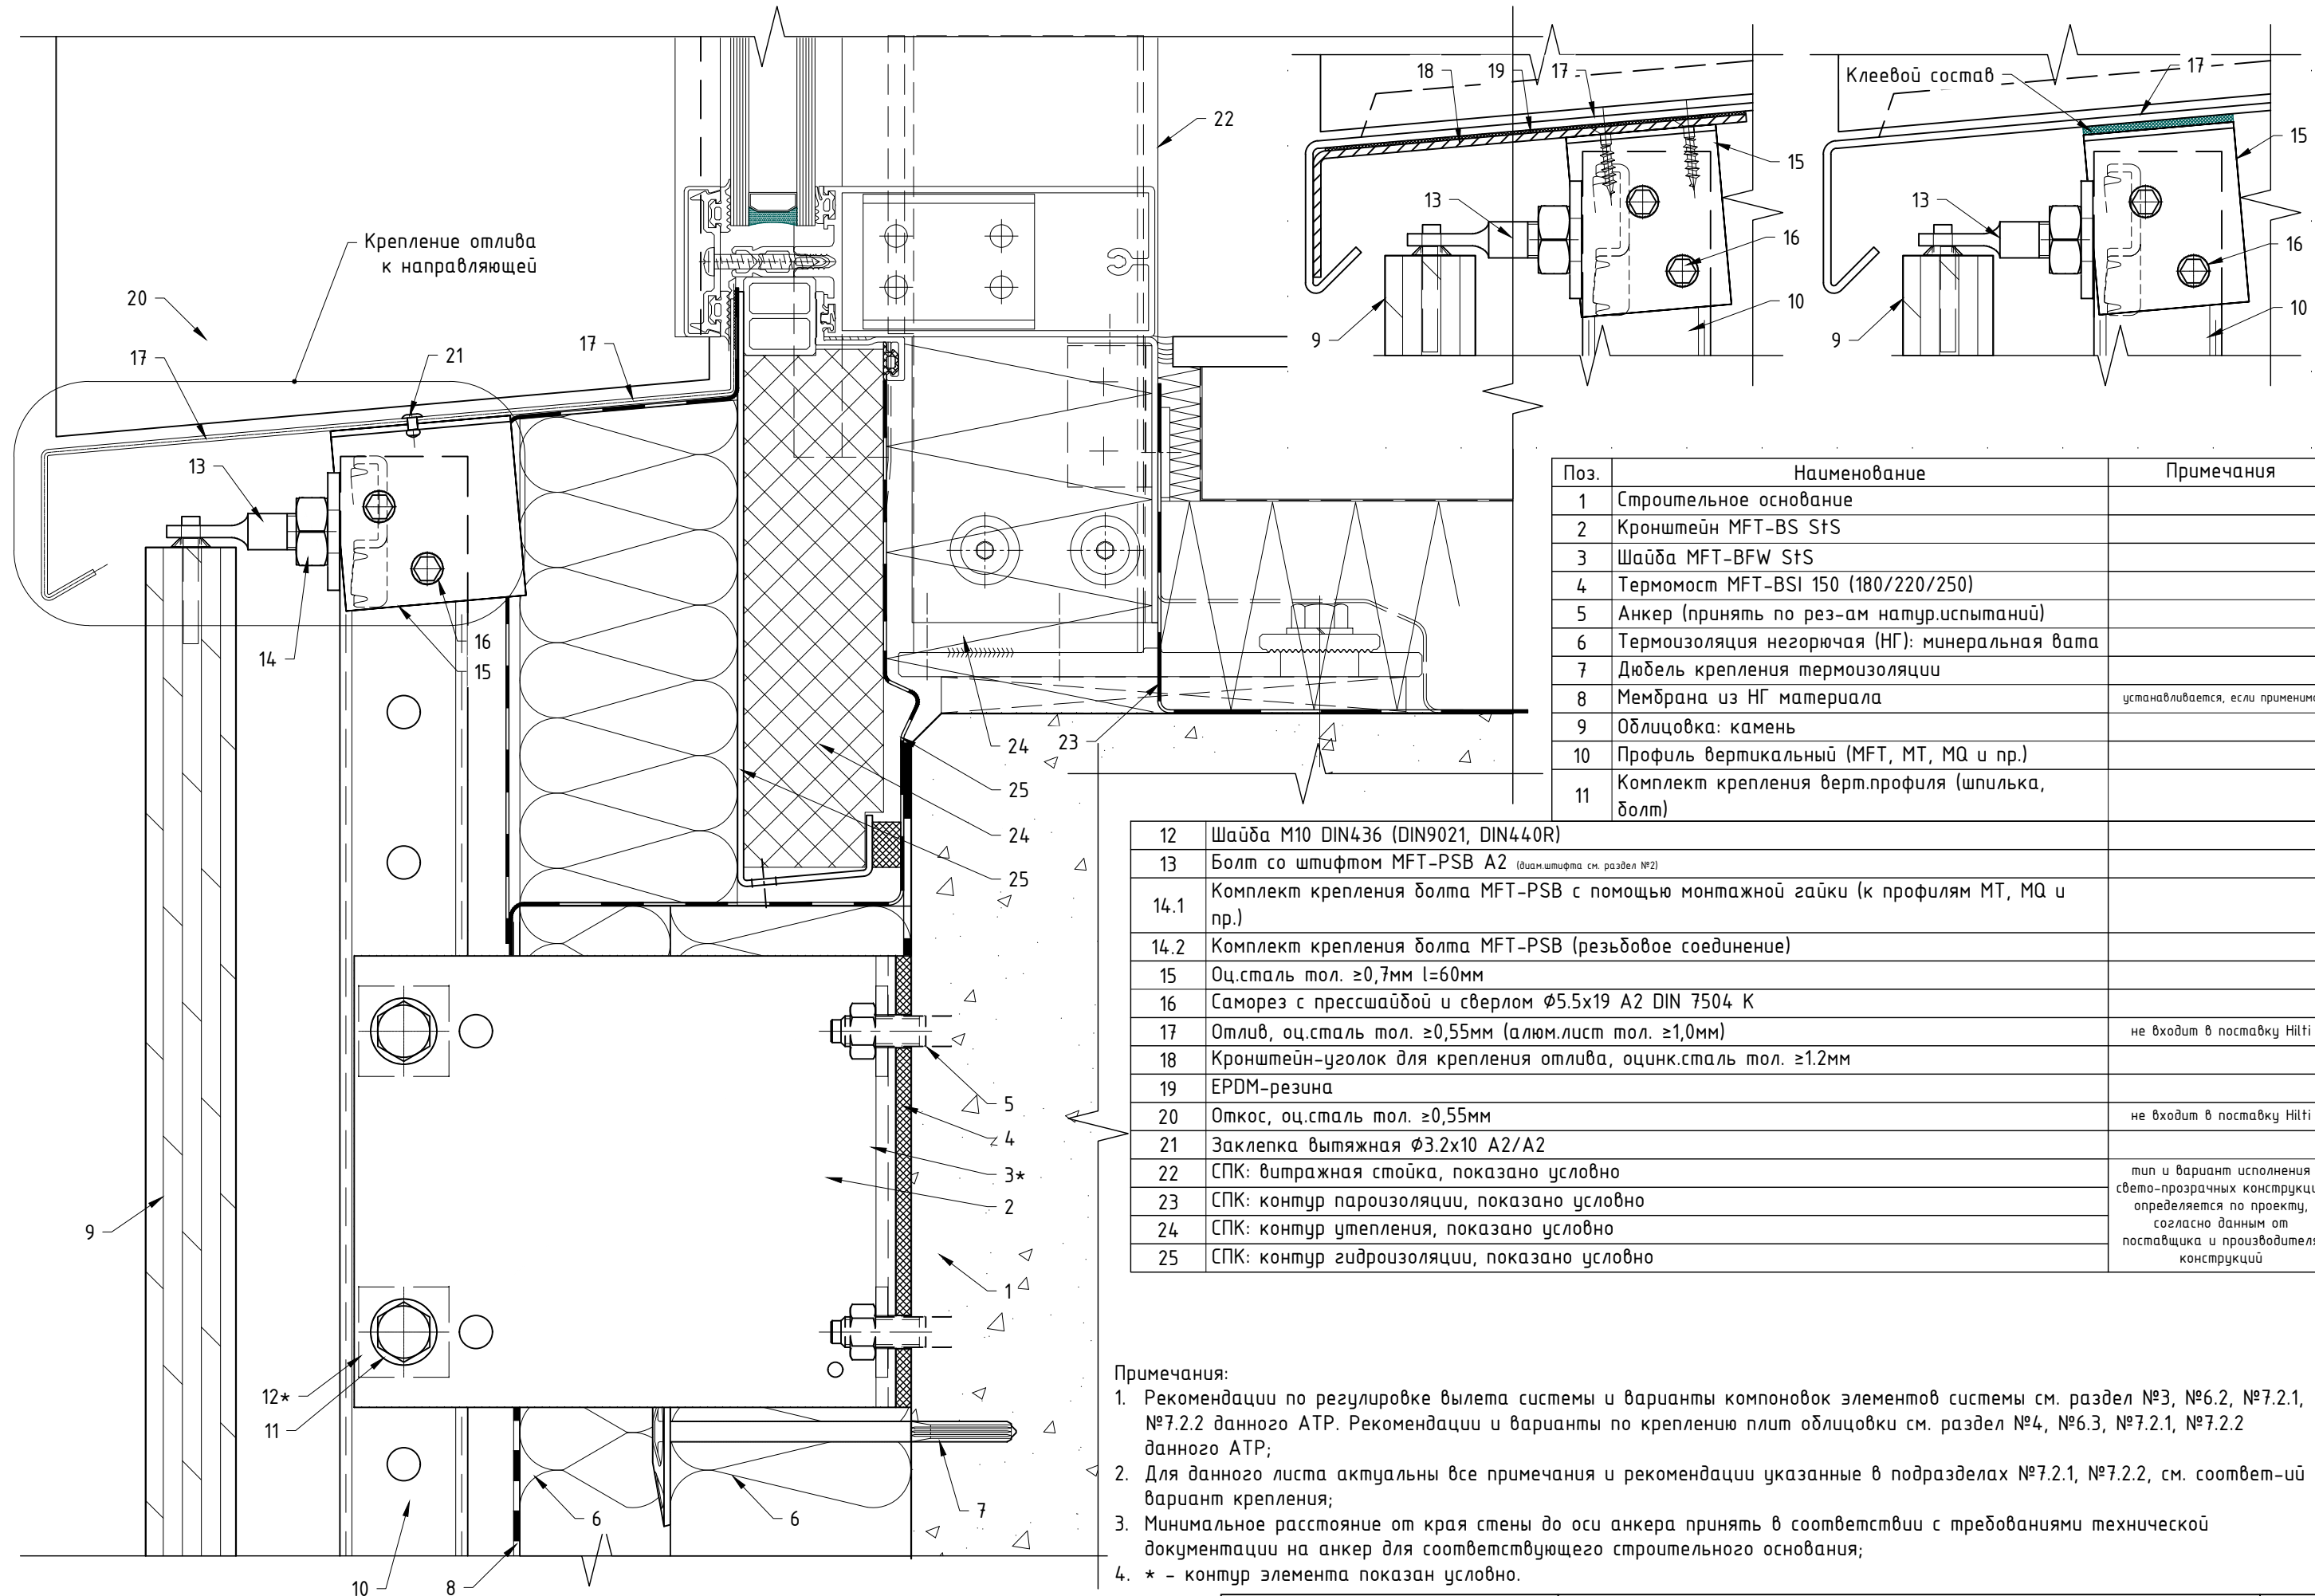 Крепление отлива
к направляющей
20
17
21
17
22
13
14
16
15
24
23
25
24
25
5
4
3*
2
1
9
12*
11
10
8
6
6
7
18
19
17
15
13
16
10
9
Клеевой состав
17
15
13
16
10
9
Поз. Наименование Примечания
1 Строительное основание
2 Кронштейн MFT-BS StS
3 Шайба MFT-BFW StS
4 Термомост MFT-BSI 150 (180/220/250)
5 Анкер (принять по рез-ам натур.испытаний)
6 Термоизоляция негорючая (НГ): минеральная вата
7 Дюбель крепления термоизоляции
8 Мембрана из НГ материала устанавливается, если применимо
9 Облицовка: камень
10 Профиль вертикальный (MFT, MT, MQ и пр.)
11 Комплект крепления верт.профиля (шпилька,
болт)
12 Шайба М10 DIN436 (DIN9021, DIN440R)
13 Болт со штифтом MFT-PSB A2 (диам.штифта см. раздел №2)
14.1 Комплект крепления болта MFT-PSB с помощью монтажной гайки (к профилям MT, MQ и
пр.)
14.2 Комплект крепления болта MFT-PSB (резьбовое соединение)
15 Оц.сталь тол. ≥0,7мм l=60мм
16 Саморез с прессшайбой и сверлом Ø5.5x19 A2 DIN 7504 K
17 Отлив, оц.сталь тол. ≥0,55мм (алюм.лист тол. ≥1,0мм) не входит в поставку Hilti
18 Кронштейн-уголок для крепления отлива, оцинк.сталь тол. ≥1.2мм
19 EPDM-резина
20 Откос, оц.сталь тол. ≥0,55мм не входит в поставку Hilti
21 Заклепка вытяжная Ø3.2x10 A2/A2
22 СПК: витражная стойка, показано условно
23 СПК: контур пароизоляции, показано условно
24 СПК: контур утепления, показано условно
25 СПК: контур гидроизоляции, показано условно
тип и вариант исполнения
свето-прозрачных конструкци
определяется по проекту,
согласно данным от
поставщика и производителя
конструкций
Примечания:
1. Рекомендации по регулировке вылета системы и варианты компоновок элементов системы см. раздел №3, №6.2, №7.2.1,
№7.2.2 данного АТР. Рекомендации и варианты по креплению плит облицовки см. раздел №4, №6.3, №7.2.1, №7.2.2
данного АТР;
2. Для данного листа актуальны все примечания и рекомендации указанные в подразделах №7.2.1, №7.2.2, см. соответ-ий
вариант крепления;
3. Минимальное расстояние от края стены до оси анкера принять в соответствии с требованиями технической
документации на анкер для соответствующего строительного основания;
4. * - контур элемента показан условно.